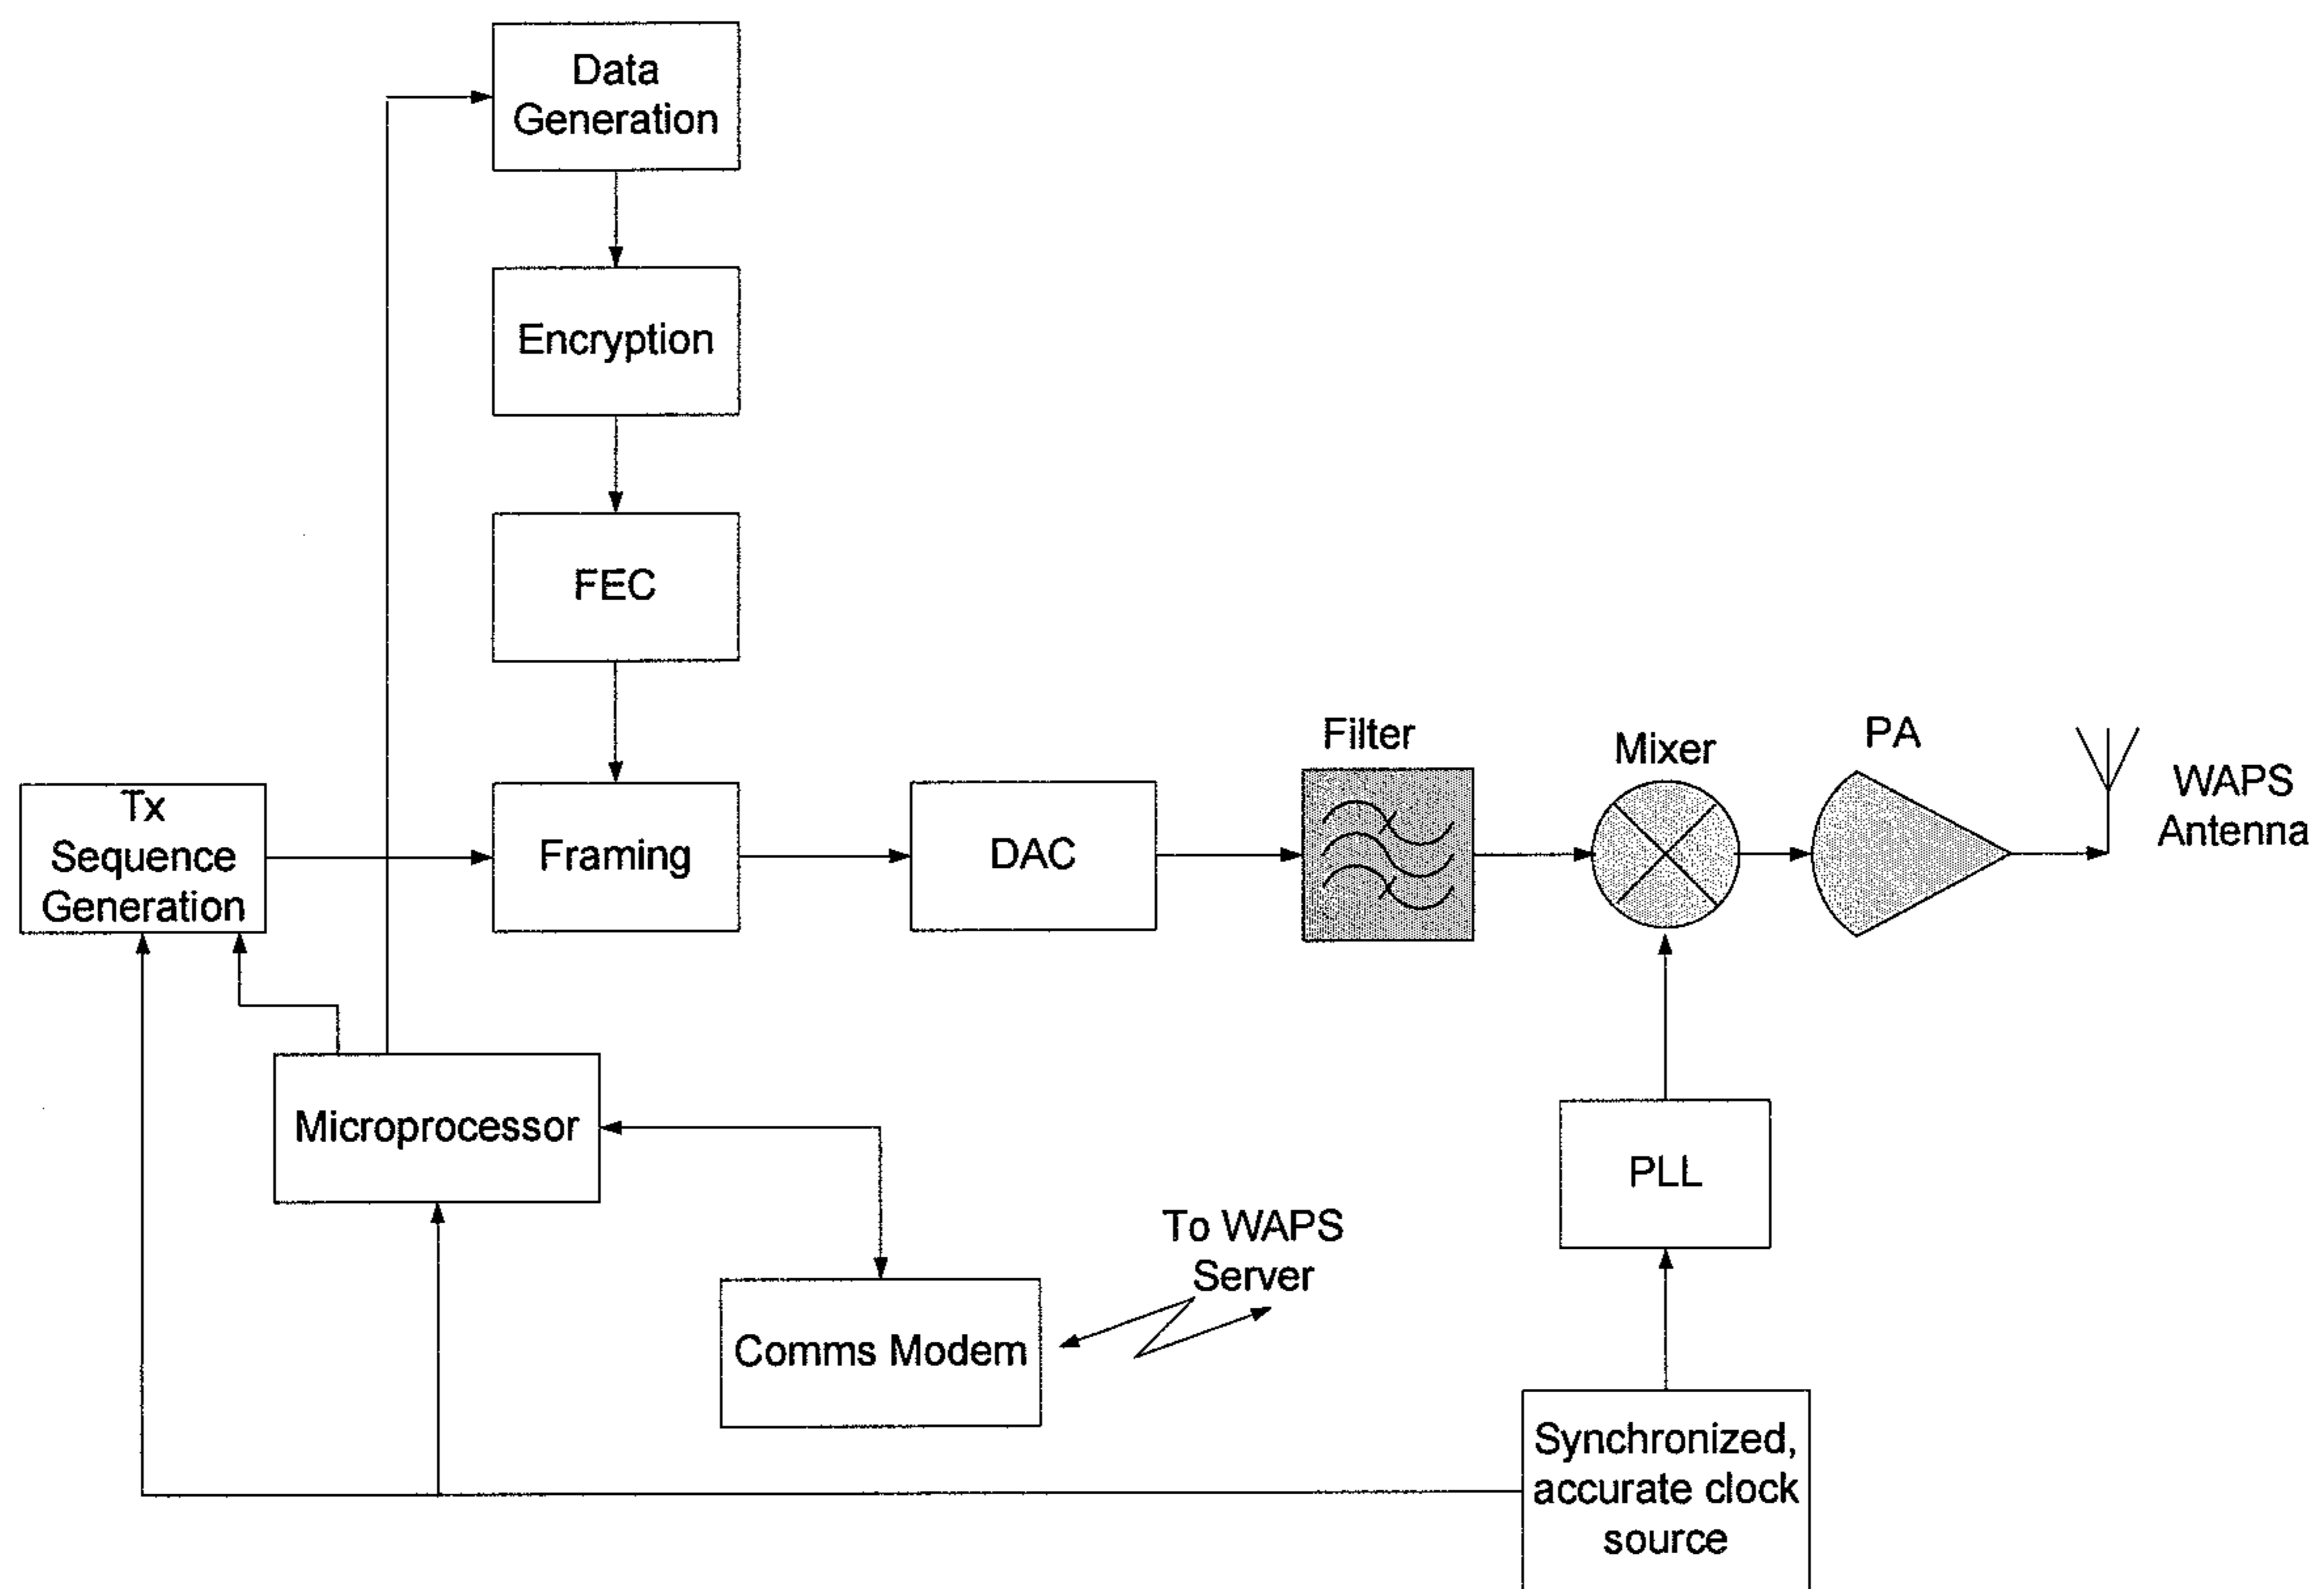 Data
Generation
Encryption
FEC
Filter
Mixer
PA
WAPS
Antenna
Tx
Sequence
Generation
Framing
DAC
Microprocessor
PLL
To WAPS
Server
Comms Modem
Synchronized,
accurate clock
source